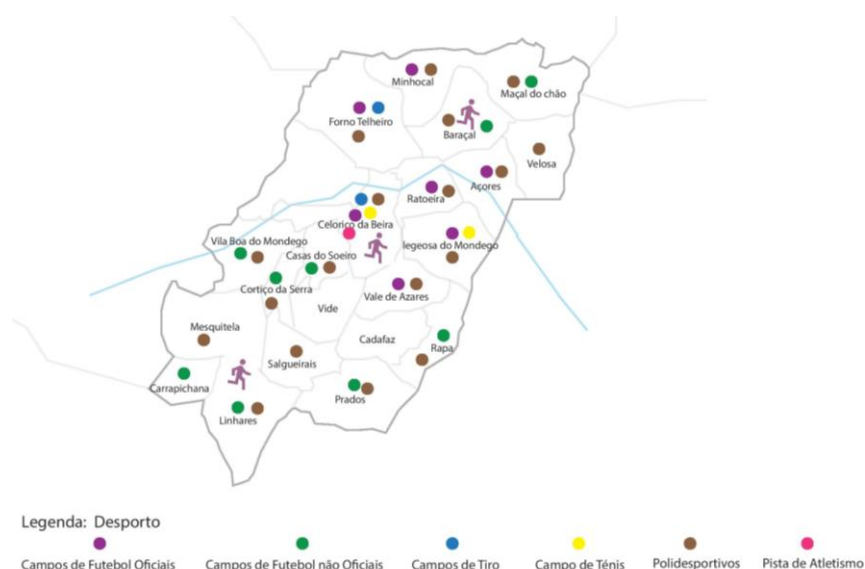 Minhocal
Maçal do chão
Forno Telheiro
Baraçal
Velosa
Açores
Ratoeira
Celorico da Beira
Vila Boa do Mondego
legeosa do Mondego
Casas do Soeiro
Cortiço da Serra
Vale de Azares
Vide
Mesquitela
Cadafaz
Rapa
Salgueirais
Carrapichana
Prados
Linhares
Legenda: Desporto
Campos de Futebol Oficiais
Campos de Futebol não Oficiais
Campos de Tiro
Campo de Ténis
Polidesportivos
Pista de Atletismo